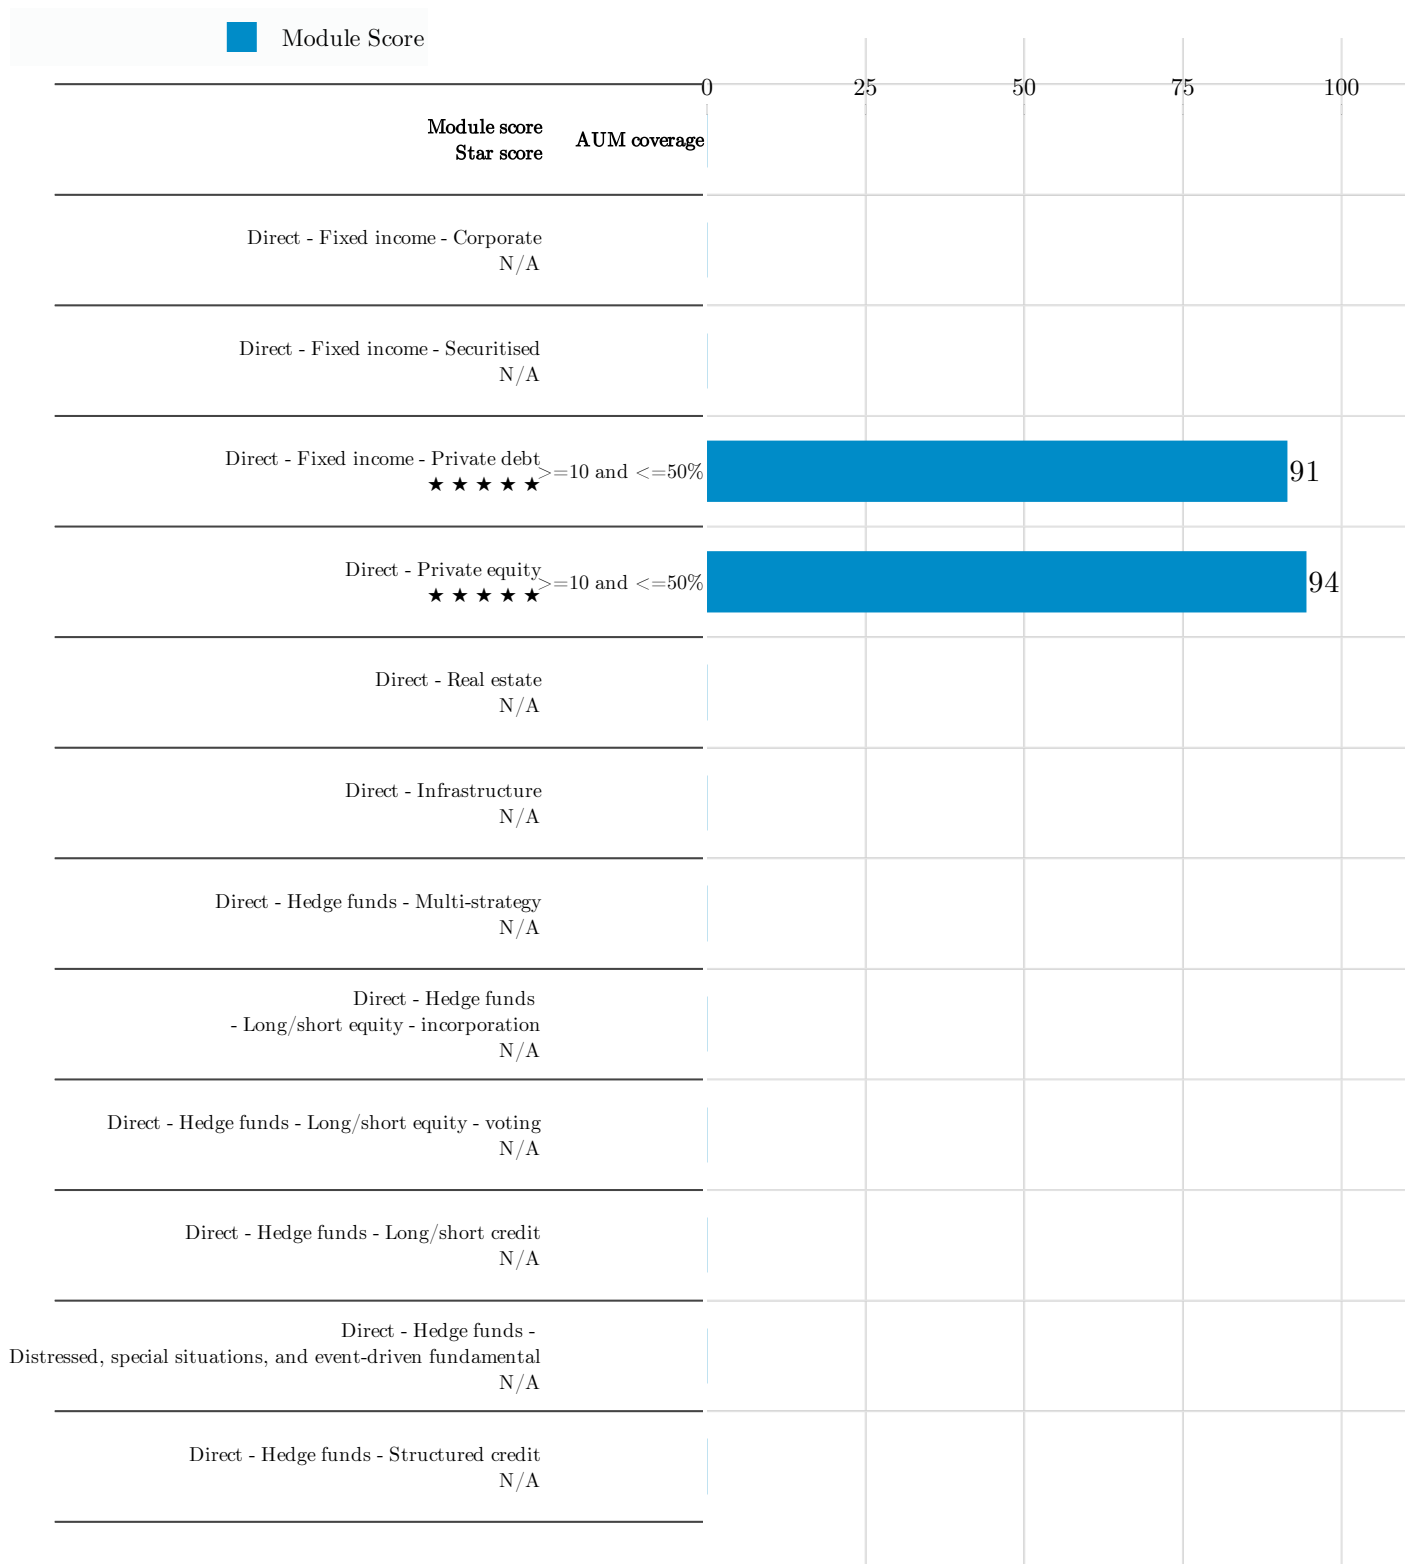 Module Score
0 25 50 75 100
Module score
Star score
AUM coverage
Direct - Fixed income - Corporate
N/A
Direct - Fixed income - Securitised
N/A
Direct - Fixed income - Private debt
★ ★ ★ ★ ★
>=10 and <=50%
91
Direct - Private equity
★ ★ ★ ★ ★
>=10 and <=50%
94
Direct - Real estate
N/A
Direct - Infrastructure
N/A
Direct - Hedge funds - Multi-strategy
N/A
Direct - Hedge funds
- Long/short equity - incorporation
N/A
Direct - Hedge funds - Long/short equity - voting
N/A
Direct - Hedge funds - Long/short credit
N/A
Direct - Hedge funds -
Distressed, special situations, and event-driven fundamental
N/A
Direct - Hedge funds - Structured credit
N/A